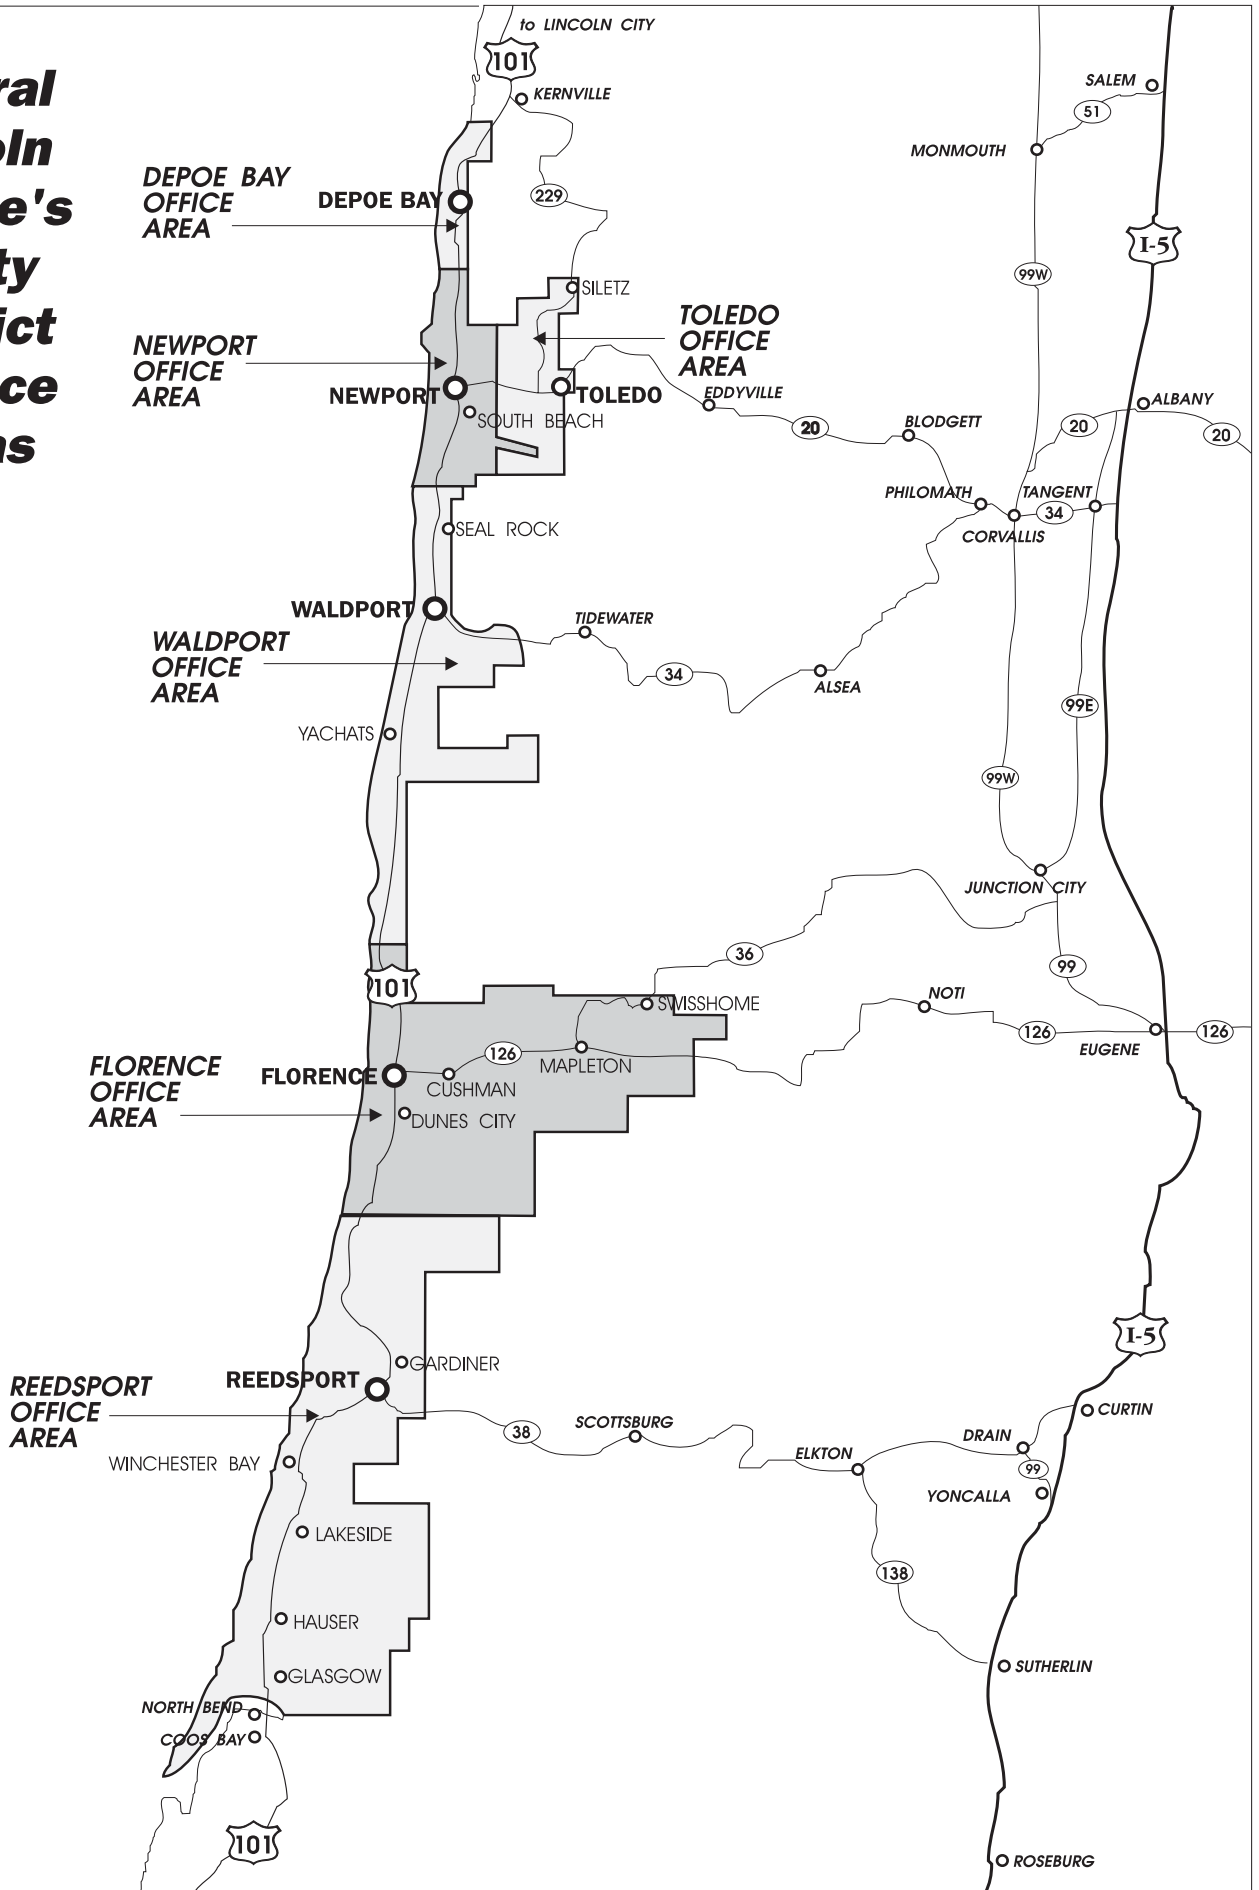 to LINCOLN CITY
101
KERNVILLE
SALEM
51
MONMOUTH
ral
oln
e's
ty
ict
ce
as
DEPOE BAY
OFFICE
AREA
DEPOE BAY
229
I-5
99W
SILETZ
TOLEDO
OFFICE
AREA
NEWPORT
OFFICE
AREA
NEWPORT
TOLEDO
SOUTH BEACH
EDDYVILLE
20
BLODGETT
ALBANY
20
20
PHILOMATH
TANGENT
34
CORVALLIS
SEAL ROCK
WALDPORT
TIDEWATER
WALDPORT
OFFICE
AREA
34
ALSEA
99E
YACHATS
99W
JUNCTION CITY
36
99
101
SWISSHOME
NOTI
126
126
EUGENE
FLORENCE
OFFICE
AREA
FLORENCE
126
MAPLETON
CUSHMAN
DUNES CITY
I-5
GARDINER
REEDSPORT
REEDSPORT
OFFICE
AREA
38
SCOTTSBURG
CURTIN
DRAIN
ELKTON
99
YONCALLA
WINCHESTER BAY
LAKESIDE
138
HAUSER
GLASGOW
SUTHERLIN
NORTH BEND
COOS BAY
101
ROSEBURG